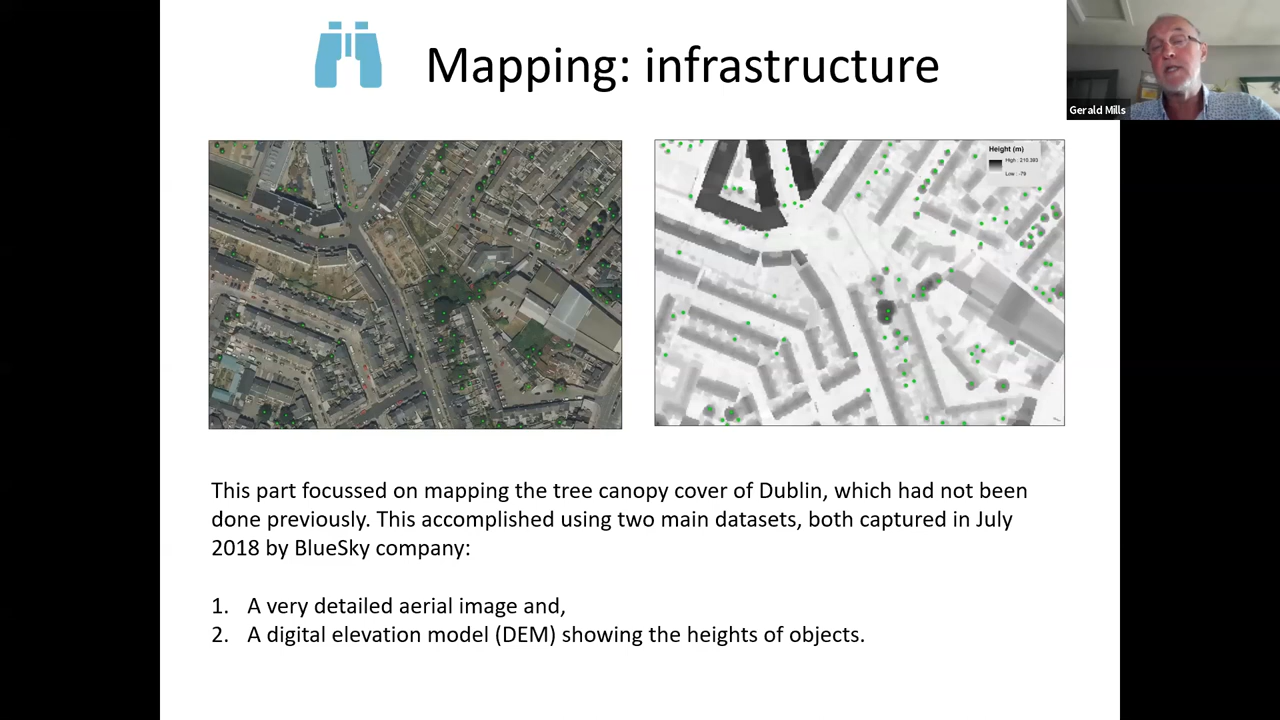 Mapping: infrastructure
Gerald Mills
Height (m)
High : 210.393
Low : -79
This part focussed on mapping the tree canopy cover of Dublin, which had not been
done previously. This accomplished using two main datasets, both captured in July
2018 by BlueSky company:
1. A very detailed aerial image and,
2. A digital elevation model (DEM) showing the heights of objects.